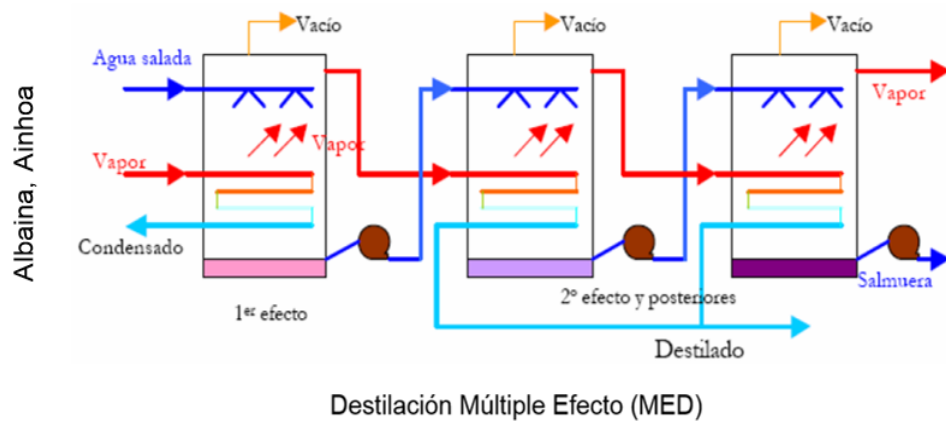 Vacío
Vacío
Vacío
Agua salada
Vapor
Vapor
Vapor
Condensado
Salmuera
1er efecto
2º efecto y posteriores
Destilado
Albaina, Ainhoa
Destilación Múltiple Efecto (MED)